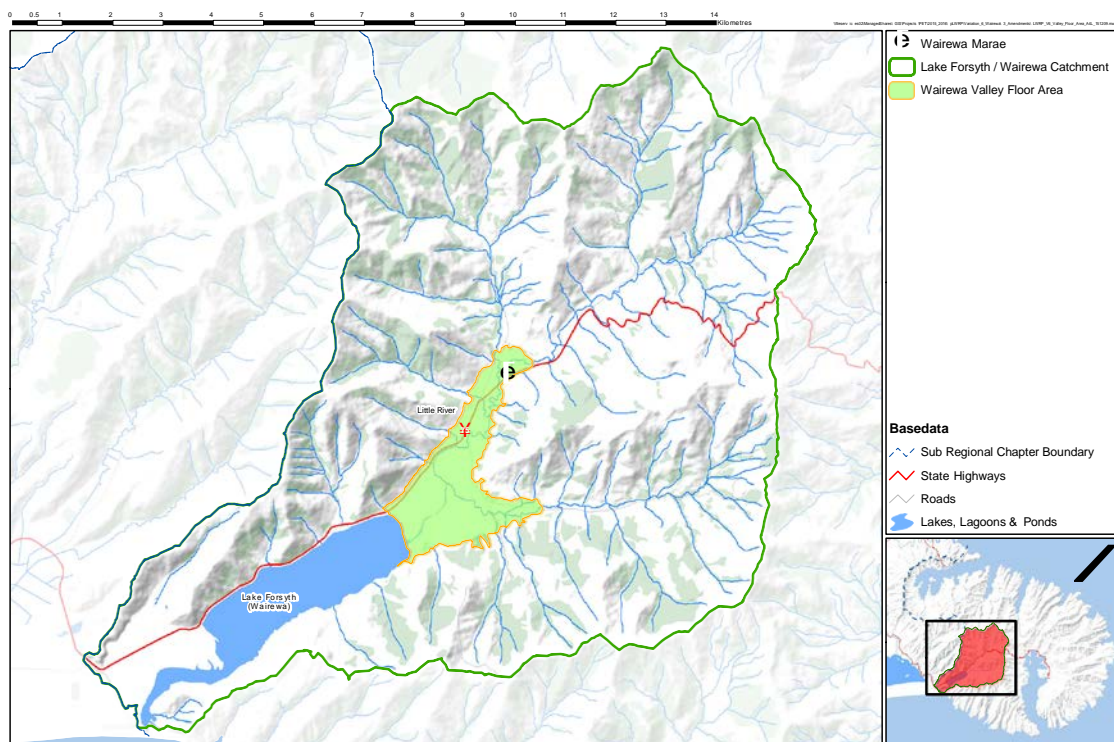 0 0.5 1 2 3 4 5 6 7 8 9 10 11 12 13 14 Kilometres
Wairewa Marae
Lake Forsyth / Wairewa Catchment
Wairewa Valley Floor Area
Little River
Lake Forsyth
(Wairewa)
Basedata
Sub Regional Chapter Boundary
State Highways
Roads
Lakes, Lagoons & Ponds